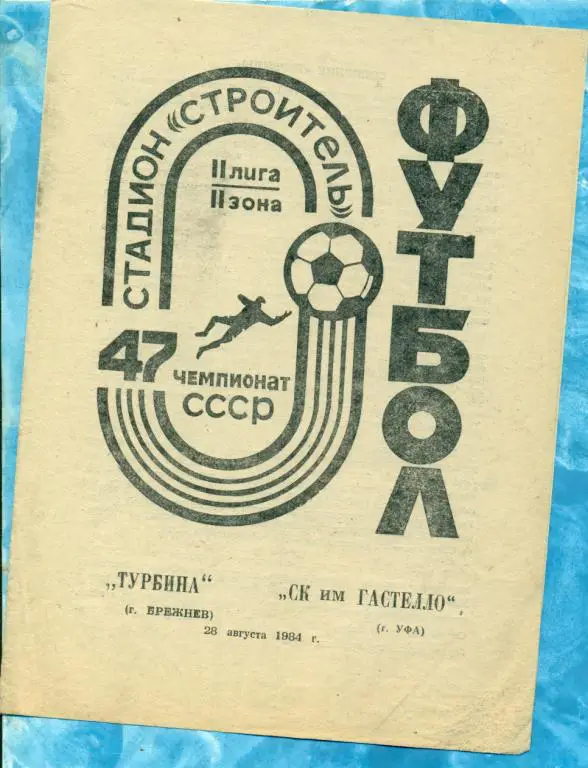 СТАДИОН «СТРОИТЕЛЬ»
II лига
II зона
47 ЧЕМПИОНАТ
СССР
ФУТБОЛ
„ТУРБИНА“
(г. БРЕЖНЕВ)
„СК им ГАСТЕЛЛО“,
(г. УФА)
28 августа 1984 г.